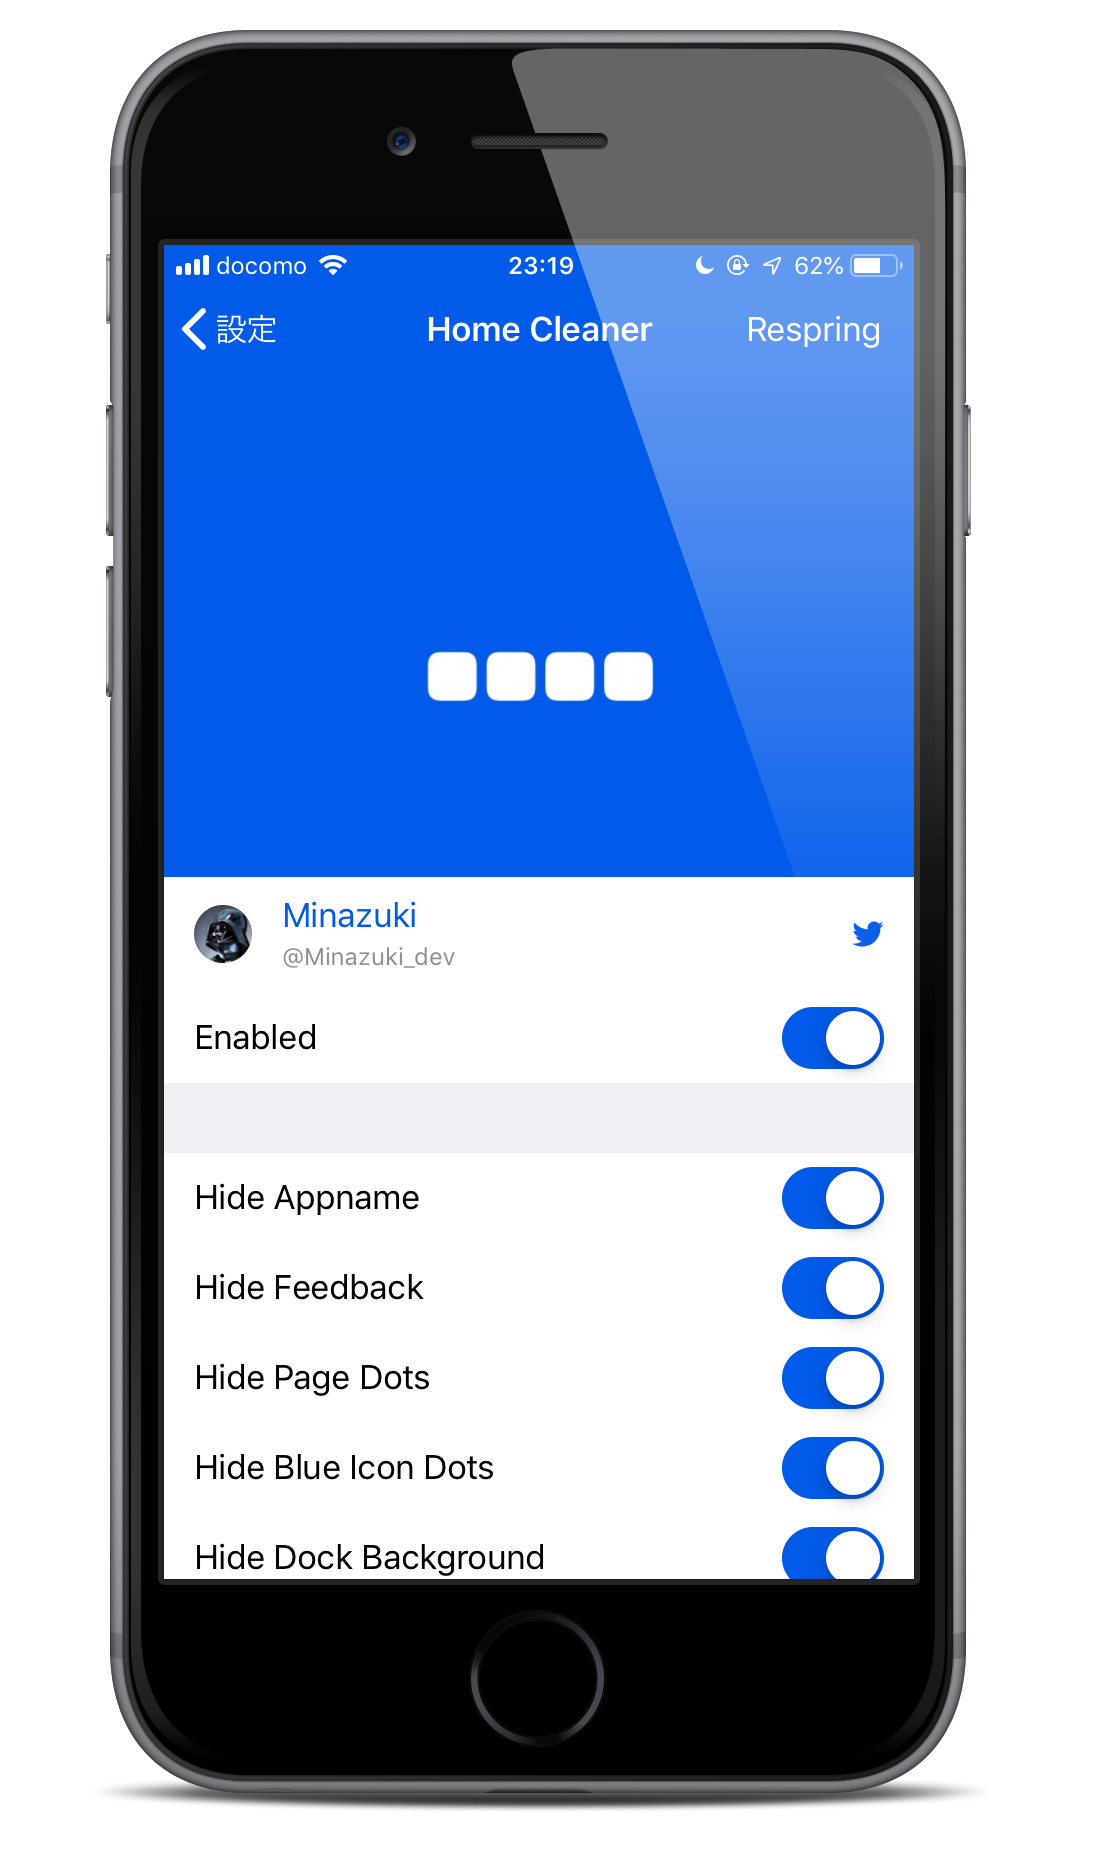 docomo 23:19 62%
設定 Home Cleaner Respring
Minazuki
@Minazuki_dev
Enabled
Hide Appname
Hide Feedback
Hide Page Dots
Hide Blue Icon Dots
Hide Dock Background